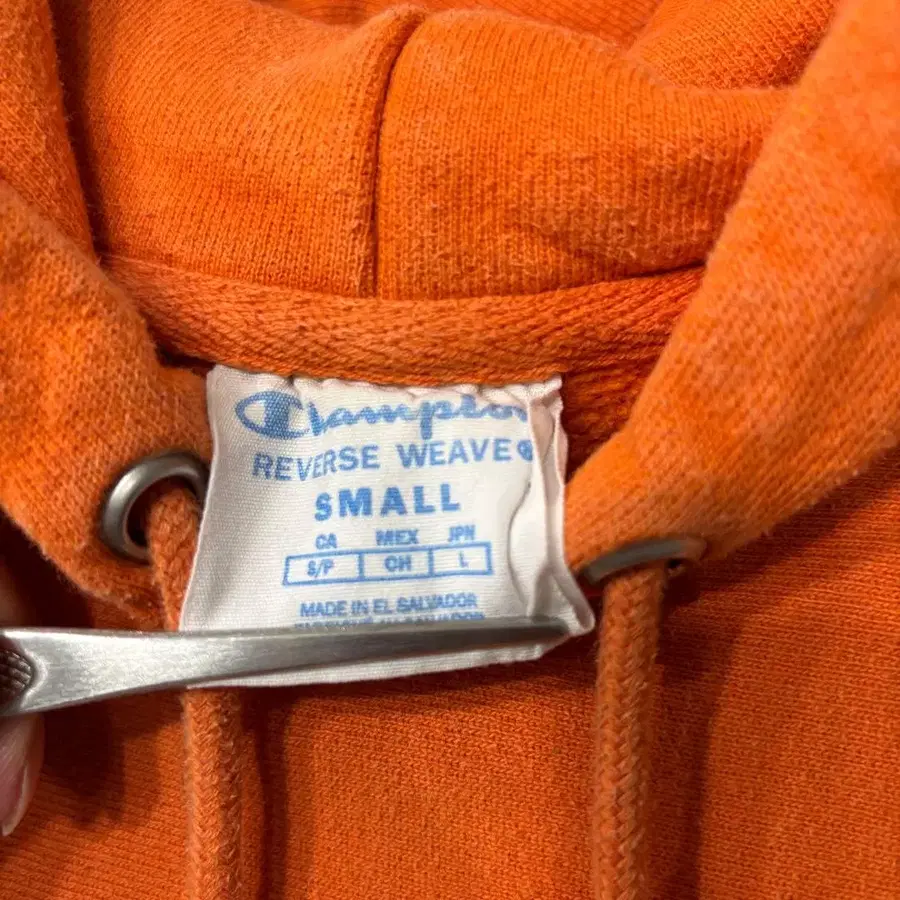 Champion
REVERSE WEAVE®
SMALL
CA MEX JPN
S/P CH L
MADE IN EL SALVADOR